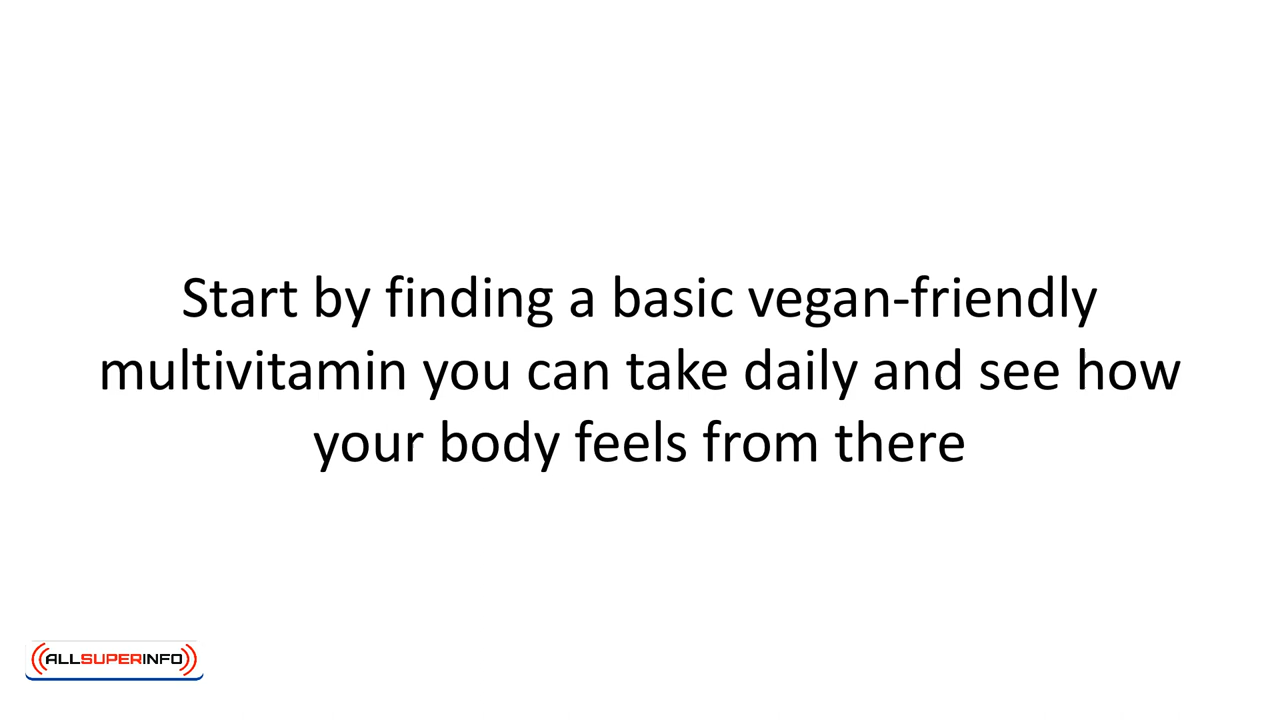 Start by finding a basic vegan-friendly
multivitamin you can take daily and see how
your body feels from there
ALLSUPERINFO